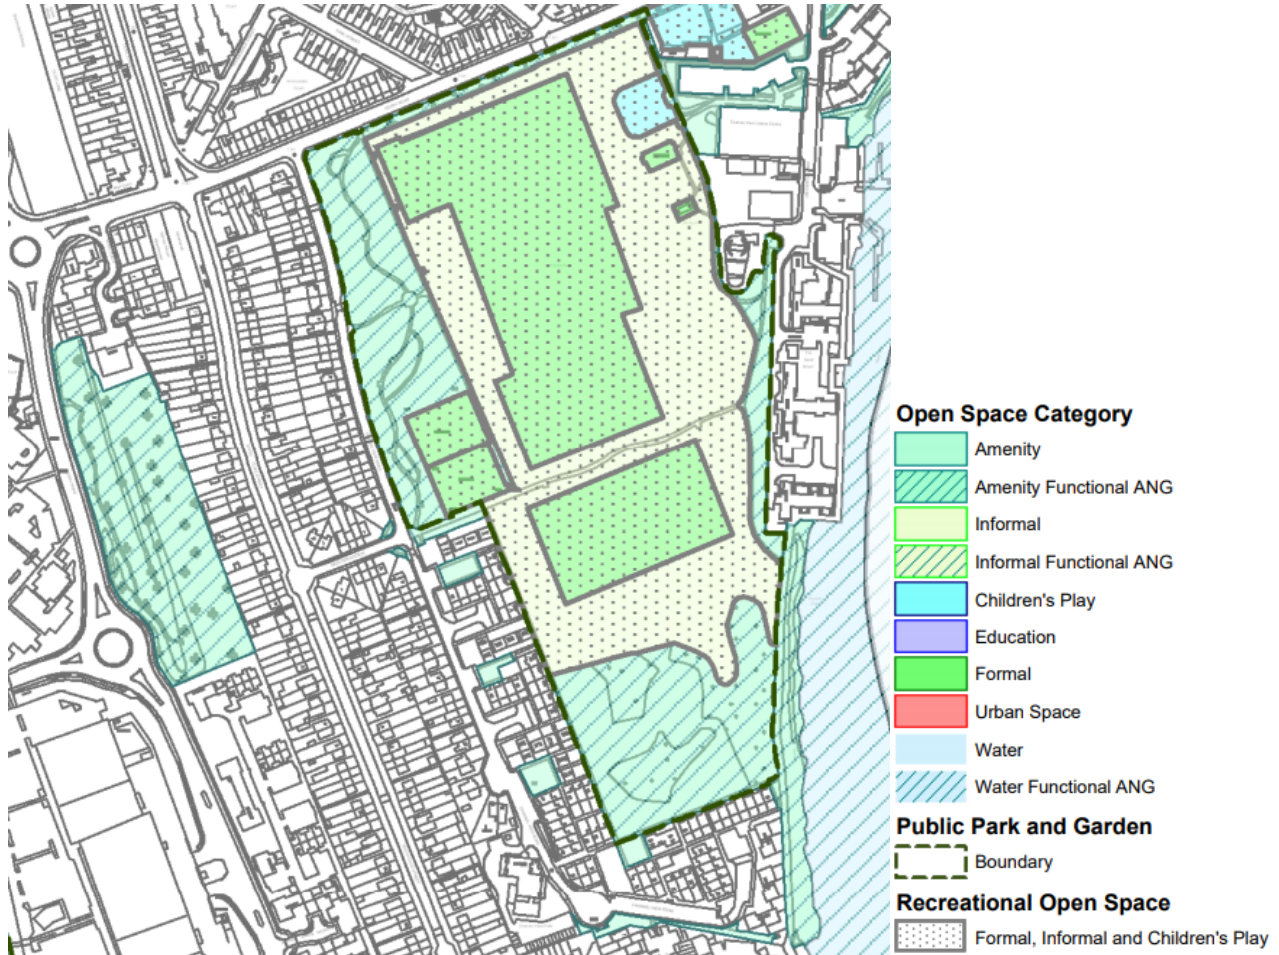 Open Space Category
Amenity
Amenity Functional ANG
Informal
Informal Functional ANG
Children's Play
Education
Formal
Urban Space
Water
Water Functional ANG
Public Park and Garden
Boundary
Recreational Open Space
Formal, Informal and Children's Play